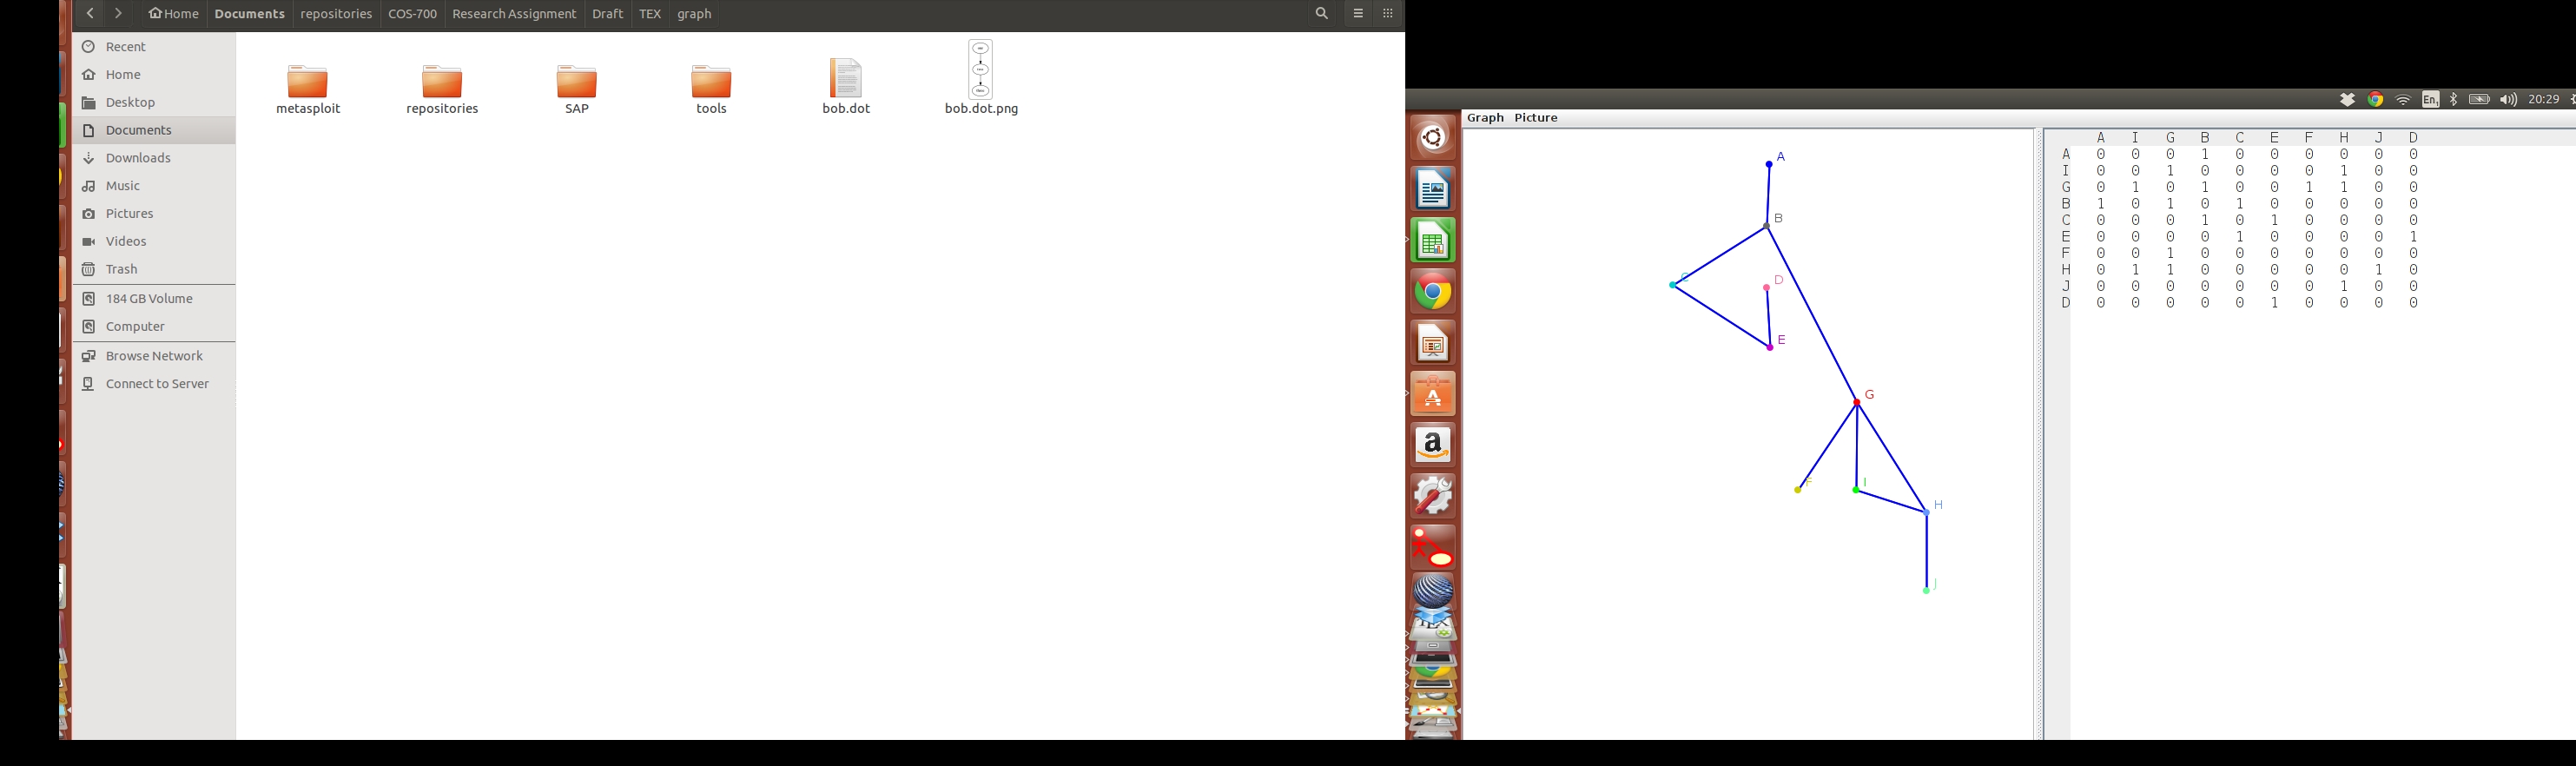 Home Documents repositories COS-700 Research Assignment Draft TEX graph
Recent
Home
Desktop
Documents
Downloads
Music
Pictures
Videos
Trash
184 GB Volume
Computer
Browse Network
Connect to Server
metasploit repositories SAP tools bob.dot bob.dot.png
En1 20:29
Graph Picture
A
B
C
D
E
G
F
I
H
J
A I G B C E F H J D
A 0 0 0 1 0 0 0 0 0 0
I 0 0 1 0 0 0 0 1 0 0
G 0 1 0 1 0 0 1 1 0 0
B 1 0 1 0 1 0 0 0 0 0
C 0 0 0 1 0 1 0 0 0 0
E 0 0 0 0 1 0 0 0 0 1
F 0 0 1 0 0 0 0 0 0 0
H 0 1 1 0 0 0 0 0 1 0
J 0 0 0 0 0 0 0 1 0 0
D 0 0 0 0 0 1 0 0 0 0